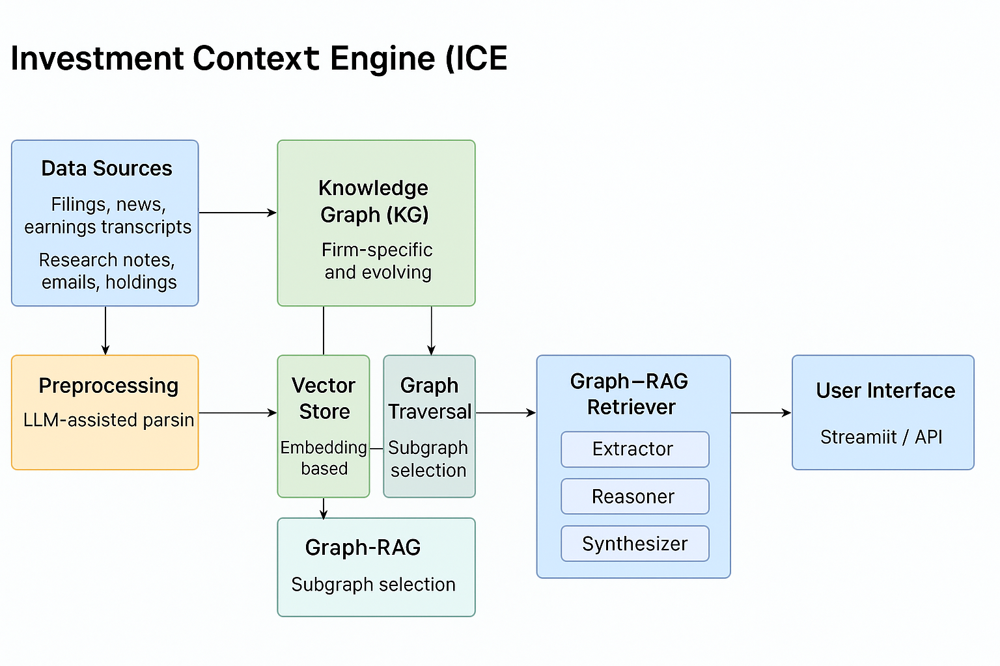 Investment Context Engine (ICE
Data Sources
Filings, news,
earnings transcripts
Research notes,
emails, holdings
Knowledge
Graph (KG)
Firm-specific
and evolving
Preprocessing
LLM-assisted parsin
Vector
Store
Embedding
based
Graph
Traversal
Subgraph
selection
Graph-RAG
Subgraph selection
Graph–RAG
Retriever
Extractor
Reasoner
Synthesizer
User Interface
Streamiit / API